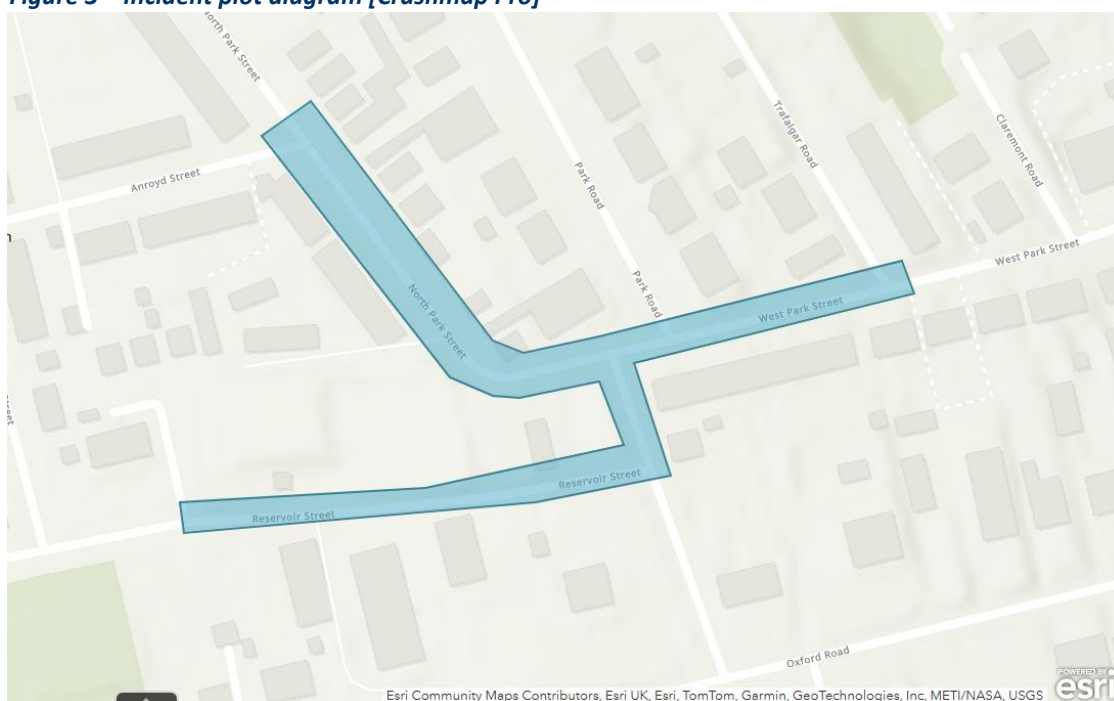 Figure 3 – Incident plot diagram [Crashmap Pro]
North Park Street
Anroyd Street
Park Road
Trafalgar Road
Claremont Road
West Park Street
Park Road
West Park Street
North Park Street
Reservoir Street
Reservoir Street
Oxford Road
POWERED BY
esri
Esri Community Maps Contributors, Esri UK, Esri, TomTom, Garmin, GeoTechnologies, Inc, METI/NASA, USGS